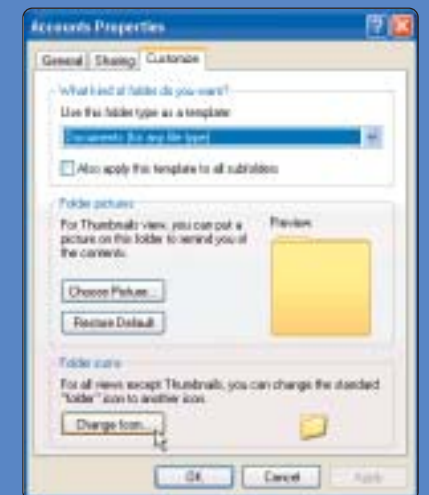 Accounts Properties
General Sharing Customize
What kind of folder do you want?
Use this folder type as a template:
Documents (for any file type)
Also apply this template to all subfolders
Folder pictures
For Thumbnails view, you can put a
picture on this folder to remind you of
the contents.
Preview:
Choose Picture...
Restore Default
Folder icons
For all views except Thumbnails, you can change the standard
"folder" icon to another icon.
Change Icon...
OK Cancel Apply